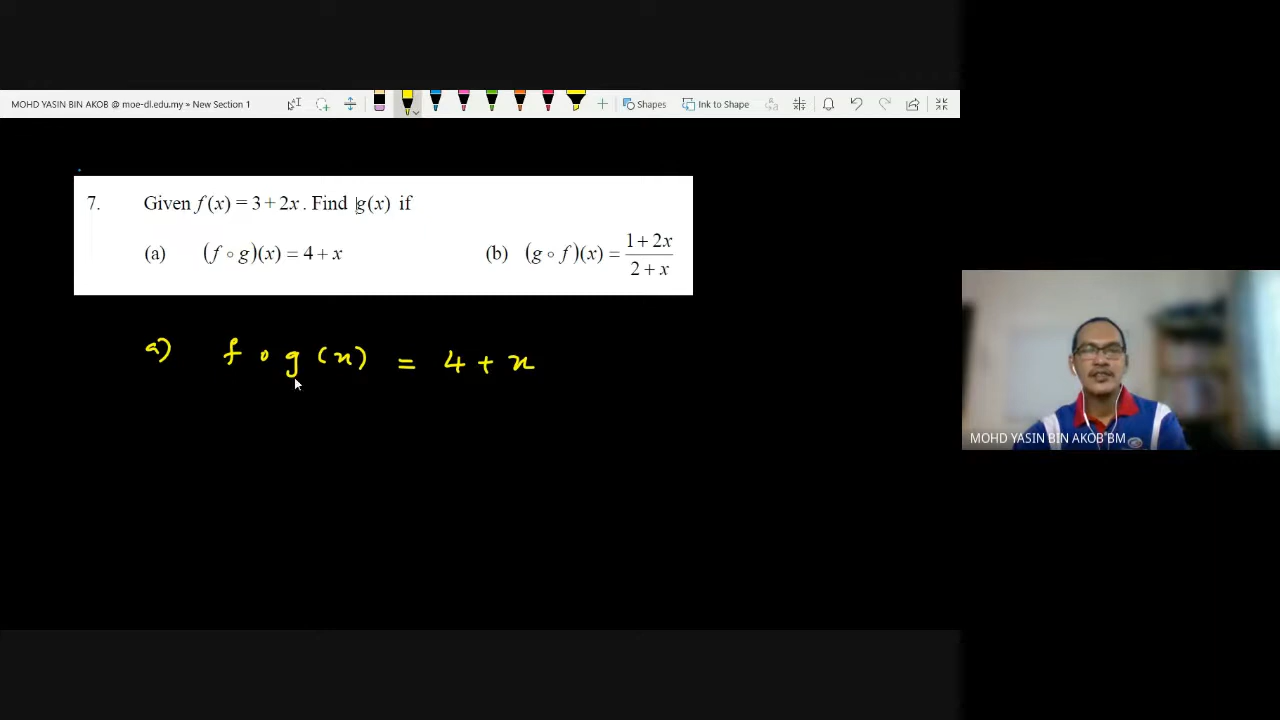 MOHD YASIN BIN AKOB @ moe-dl.edu.my » New Section 1
Shapes
Ink to Shape
7. Given f(x) = 3 + 2x. Find g(x) if
(a) (f ∘ g)(x) = 4 + x (b) (g ∘ f)(x) = (1 + 2x)/(2 + x)
a) f ∘ g (x) = 4 + x
MOHD YASIN BIN AKOB BM